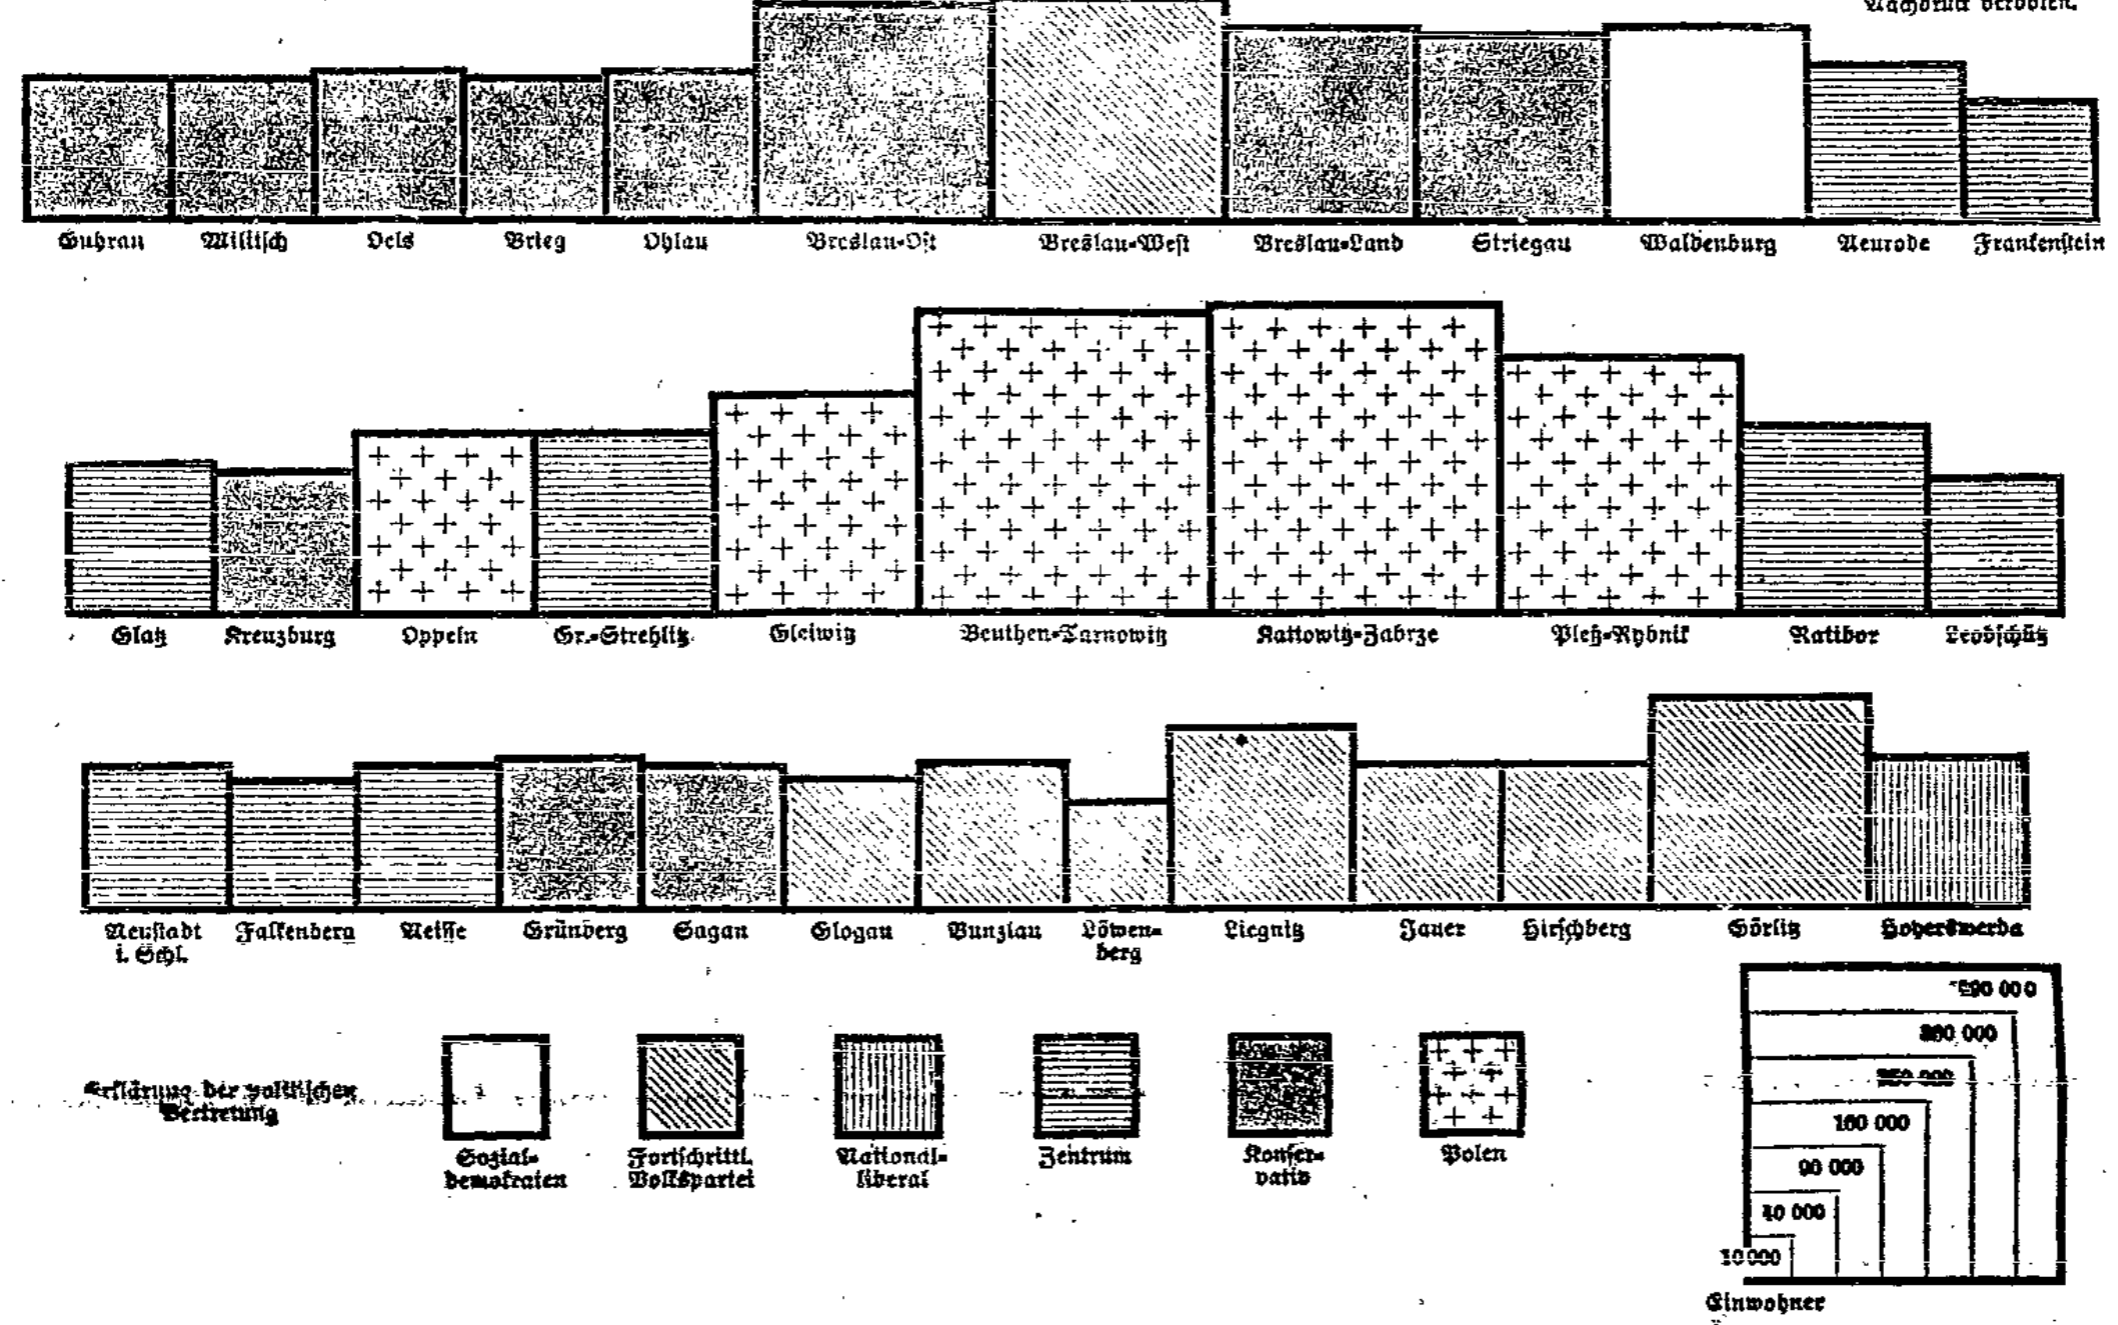 Nachdruck verboten.
Guhrau Militsch Oels Brieg Ohlau Breslau-Ost Breslau-West Breslau-Land Striegau Waldenburg Neurode Frankenstein
Glatz Kreuzburg Oppeln Gr.-Strehlitz Gleiwitz Beuthen-Tarnowitz Kattowitz-Zabrze Pleß-Rybnik Ratibor Leobschütz
Neustadt i. Schl. Falkenberg Neisse Grünberg Sagan Glogau Bunzlau Löwen-berg Liegnitz Jauer Hirschberg Görlitz Hoyerswerda
Erklärung der politischen
Vertretung
Sozial-
demokraten
Fortschrittl.
Volkspartei
National-
liberal
Zentrum
Konser-
vativ
Polen
160 000
90 000
40 000
10 000
Einwohner